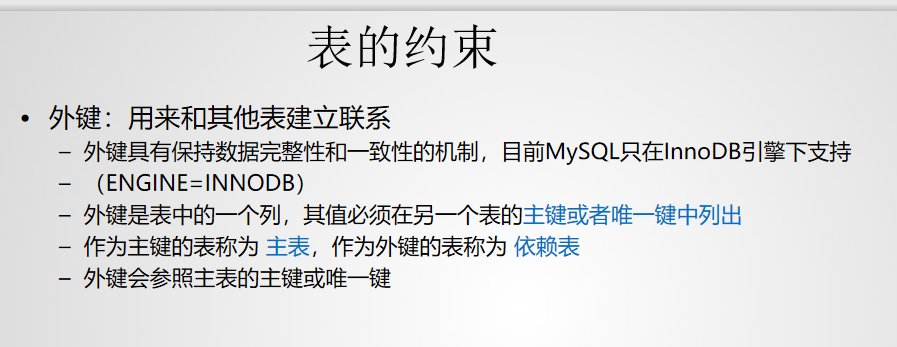 表的约束
• 外键：用来和其他表建立联系
– 外键具有保持数据完整性和一致性的机制，目前MySQL只在InnoDB引擎下支持
– （ENGINE=INNODB）
– 外键是表中的一个列，其值必须在另一个表的主键或者唯一键中列出
– 作为主键的表称为 主表，作为外键的表称为 依赖表
– 外键会参照主表的主键或唯一键